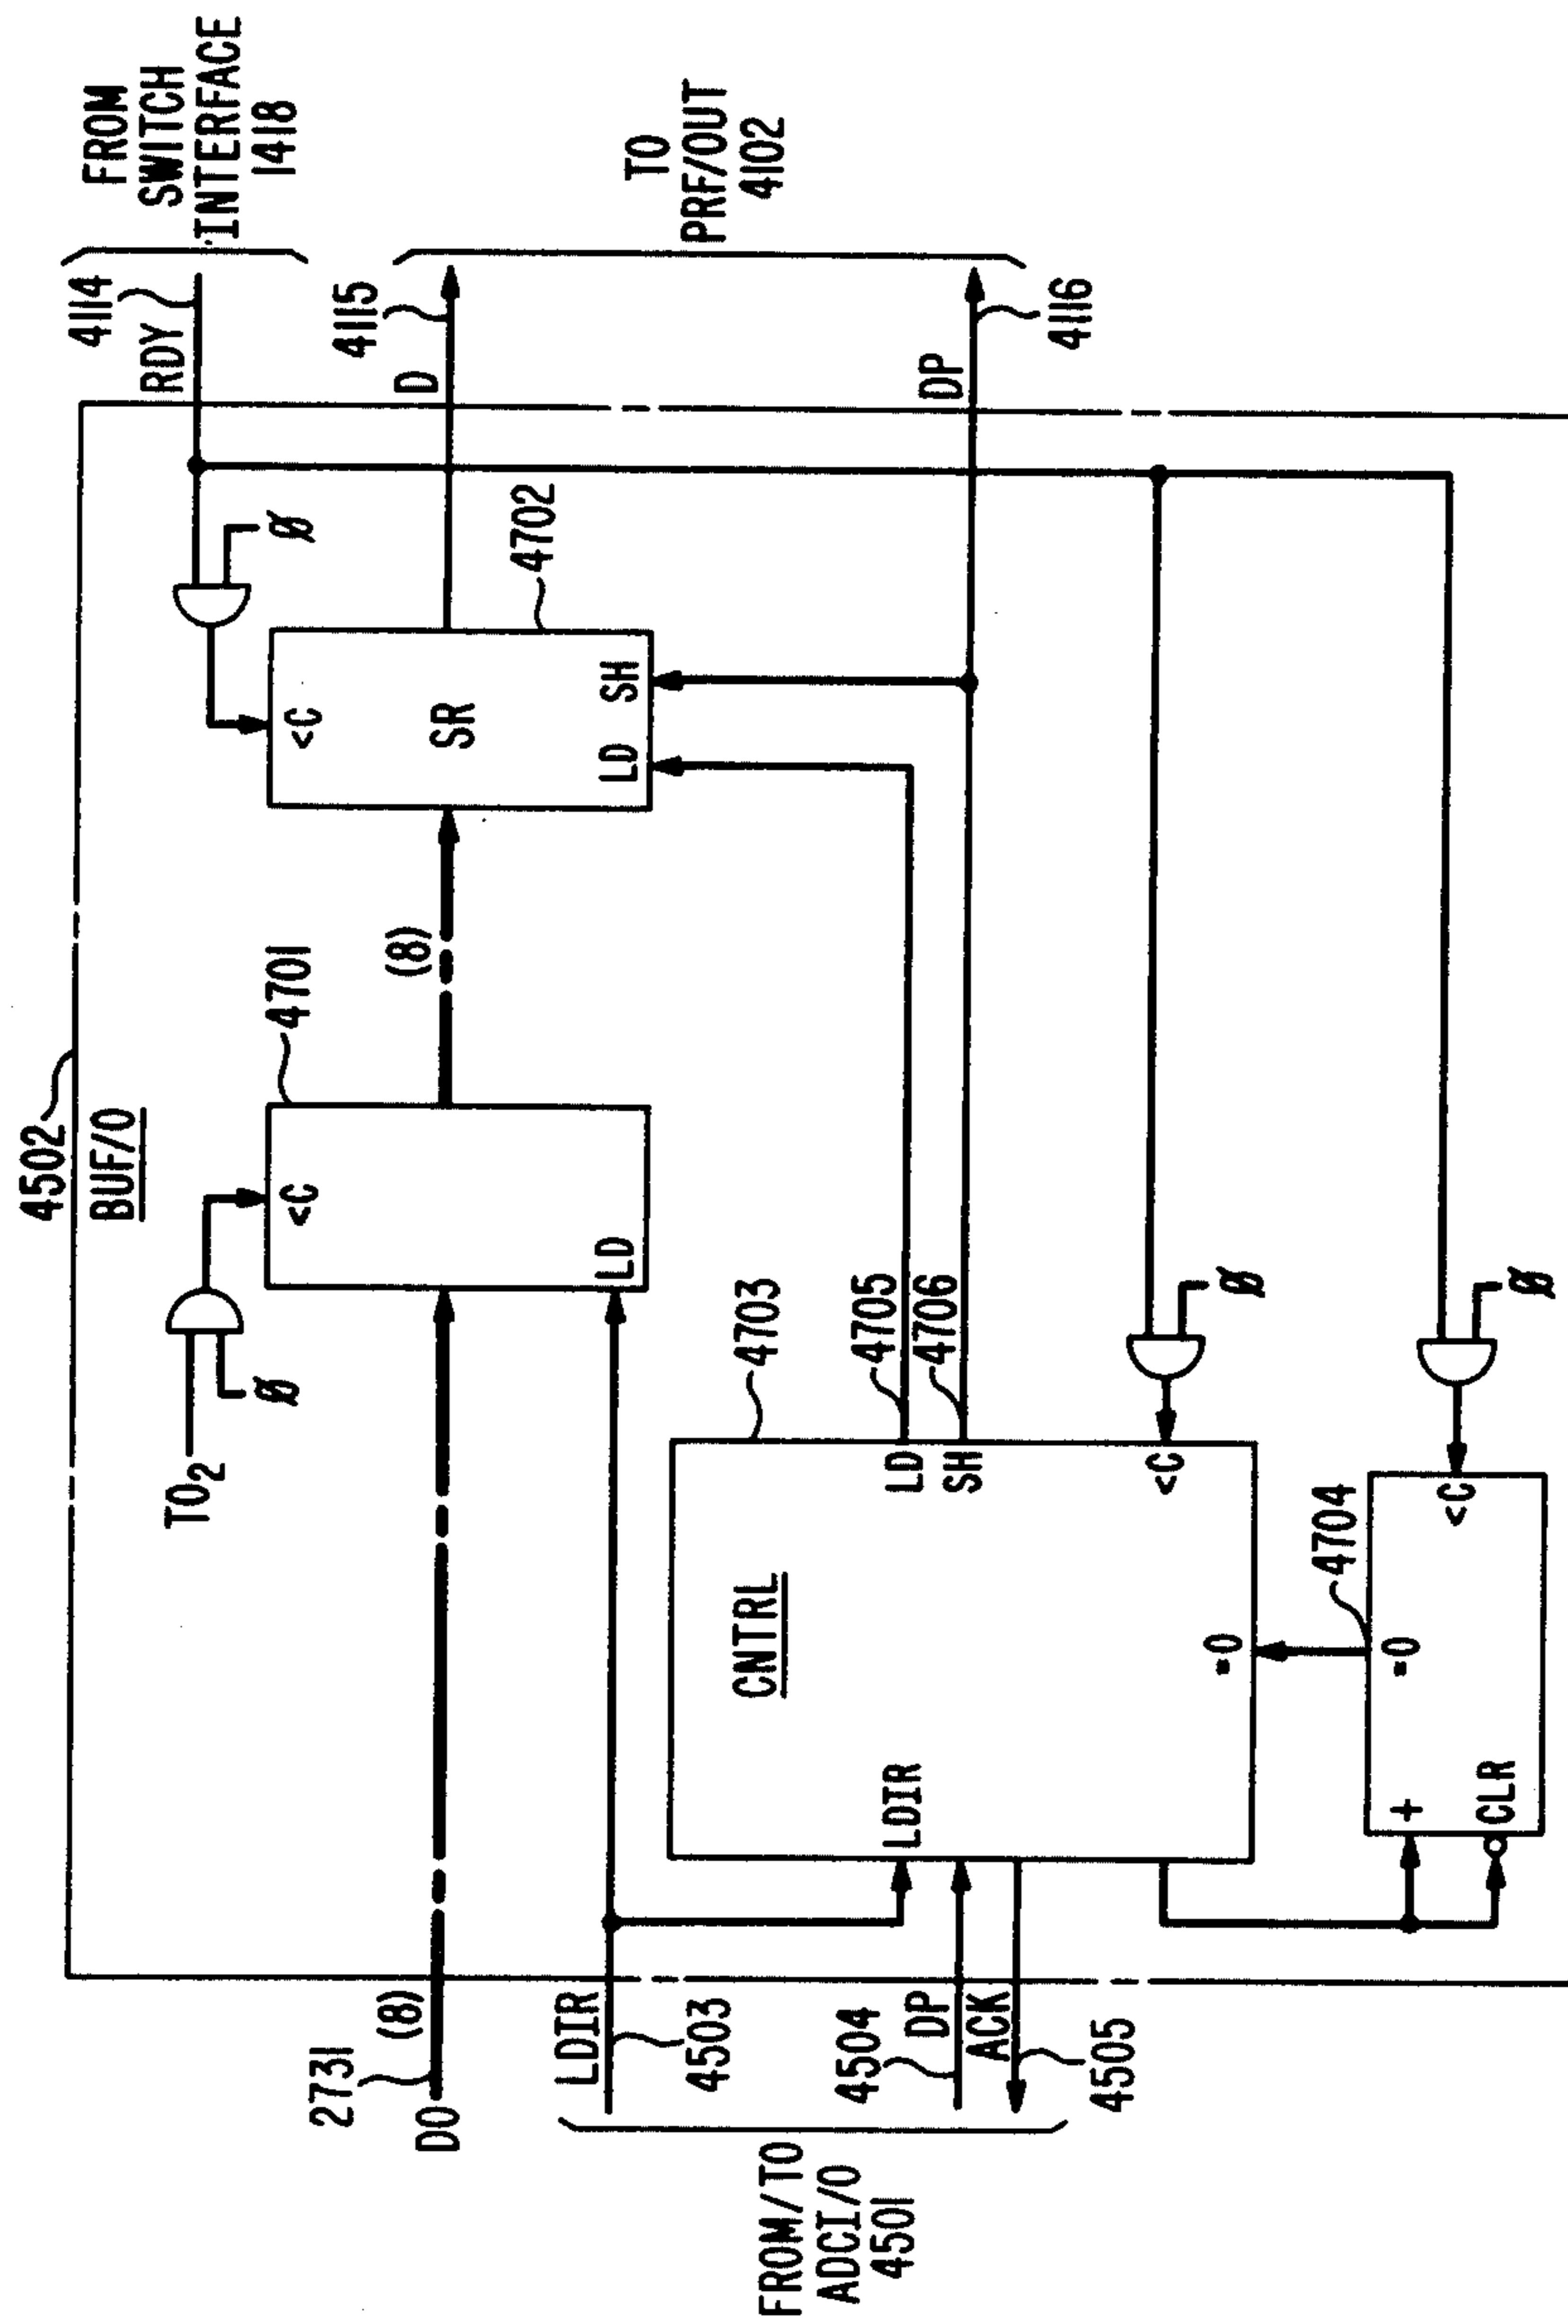 4502
BUF/O
FROM
SWITCH
INTERFACE
1418
4114
RDY
TO2
Ø
Ø
4701
4702
2731
(8)
DO
<C
LD
(8)
<C
SR
LD SH
D
4115
TO
PRF/OUT
4102
LDIR
4503
4703
4705
4706
DP
4116
FROM/TO
ADCI/O
4501
4504
DP
ACK
4505
LDIR
CNTRL
LD
SH
<C
=0
Ø
4704
+
CLR
=0
<C
Ø